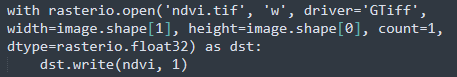 with rasterio.open('ndvi.tif', 'w', driver='GTiff',
width=image.shape[1], height=image.shape[0], count=1,
dtype=rasterio.float32) as dst:
    dst.write(ndvi, 1)